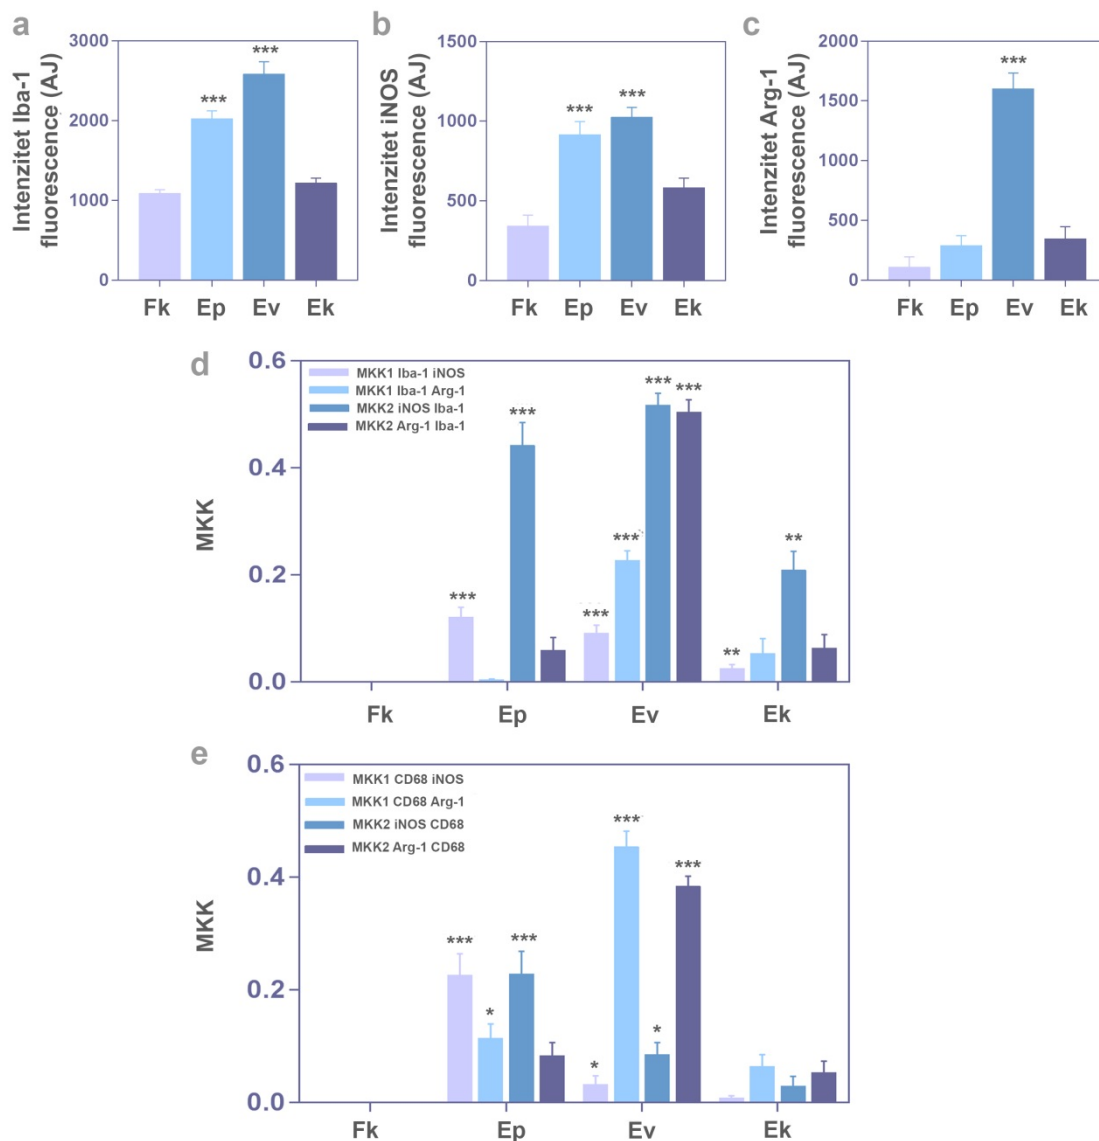 a
Intenzitet Iba-1
fluorescence (AJ)
3000
2000
1000
0
***
***
Fk Ep Ev Ek
b
Intenzitet iNOS
fluorescence (AJ)
1500
1000
500
0
***
***
Fk Ep Ev Ek
c
Intenzitet Arg-1
fluorescence (AJ)
2000
1500
1000
500
0
***
Fk Ep Ev Ek
d
MKK
0.6
0.4
0.2
0.0
MKK1 Iba-1 iNOS
MKK1 Iba-1 Arg-1
MKK2 iNOS Iba-1
MKK2 Arg-1 Iba-1
***
***
***
***
***
***
**
**
Fk Ep Ev Ek
e
MKK
0.6
0.4
0.2
0.0
MKK1 CD68 iNOS
MKK1 CD68 Arg-1
MKK2 iNOS CD68
MKK2 Arg-1 CD68
***
*
***
*
***
*
***
Fk Ep Ev Ek